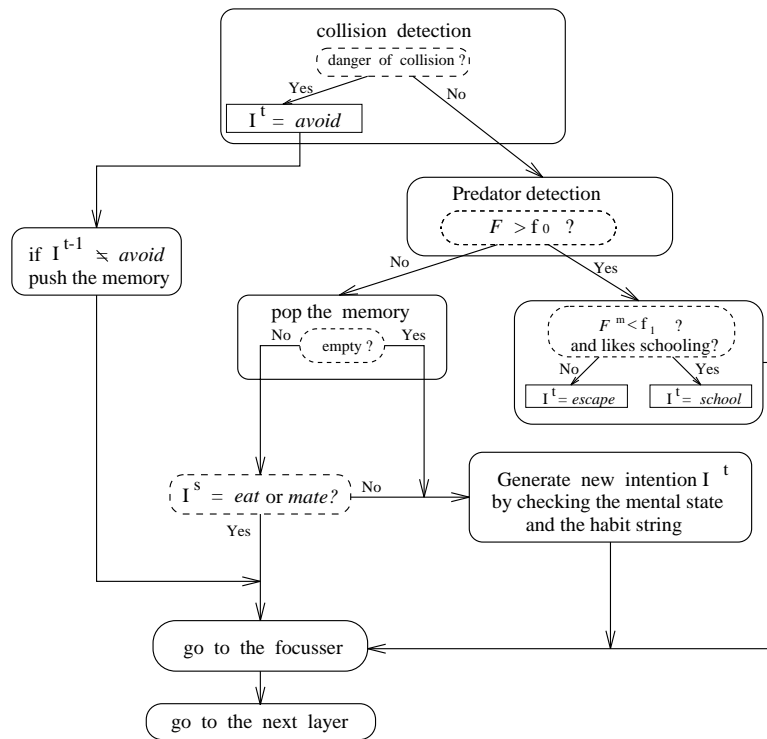 collision detection
danger of collision ?
Yes
No
I^t = avoid
Predator detection
F > f_0 ?
if I^{t-1} ≠ avoid
push the memory
No
Yes
pop the memory
No
Yes
empty ?
F^m < f_1 ?
and likes schooling?
No
Yes
I^t = escape
I^t = school
I^s = eat or mate?
No
Yes
Generate new intention I^t
by checking the mental state
and the habit string
go to the focusser
go to the next layer